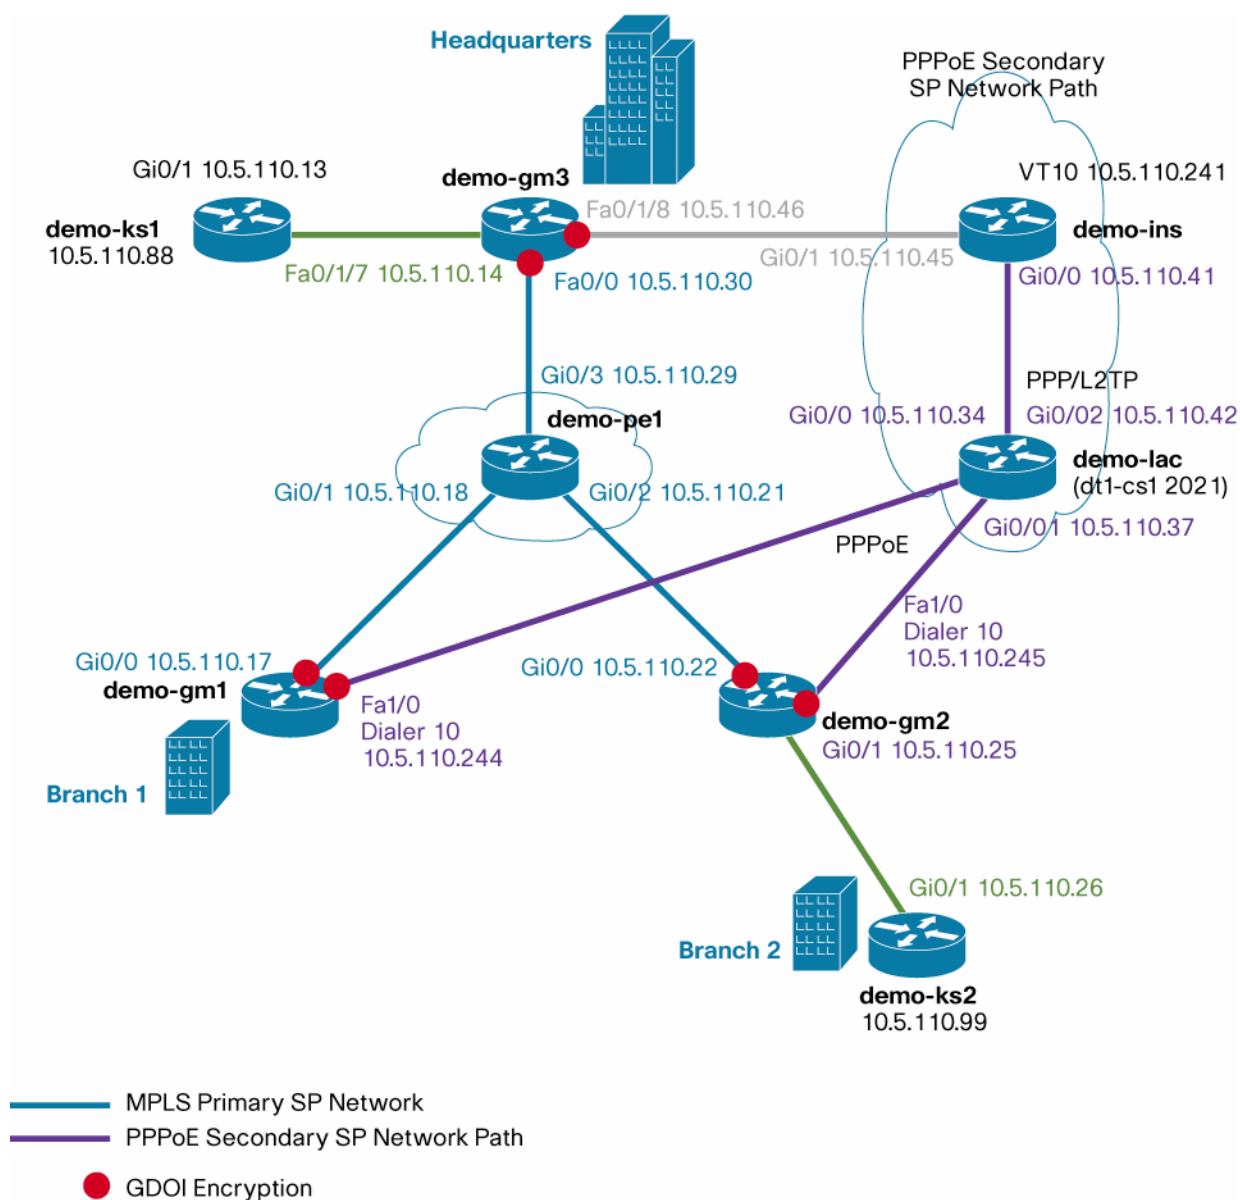 Headquarters
PPPoE Secondary
SP Network Path
Gi0/1 10.5.110.13
demo-gm3
VT10 10.5.110.241
demo-ks1
10.5.110.88
Fa0/1/8 10.5.110.46
demo-ins
Gi0/1 10.5.110.45
Fa0/1/7 10.5.110.14
Fa0/0 10.5.110.30
Gi0/0 10.5.110.41
Gi0/3 10.5.110.29
PPP/L2TP
demo-pe1
Gi0/0 10.5.110.34
Gi0/02 10.5.110.42
demo-lac
(dt1-cs1 2021)
Gi0/1 10.5.110.18
Gi0/2 10.5.110.21
Gi0/01 10.5.110.37
PPPoE
Fa1/0
Dialer 10
10.5.110.245
Gi0/0 10.5.110.17
demo-gm1
Gi0/0 10.5.110.22
Fa1/0
Dialer 10
10.5.110.244
demo-gm2
Gi0/1 10.5.110.25
Branch 1
Gi0/1 10.5.110.26
Branch 2
demo-ks2
10.5.110.99
MPLS Primary SP Network
PPPoE Secondary SP Network Path
GDOI Encryption